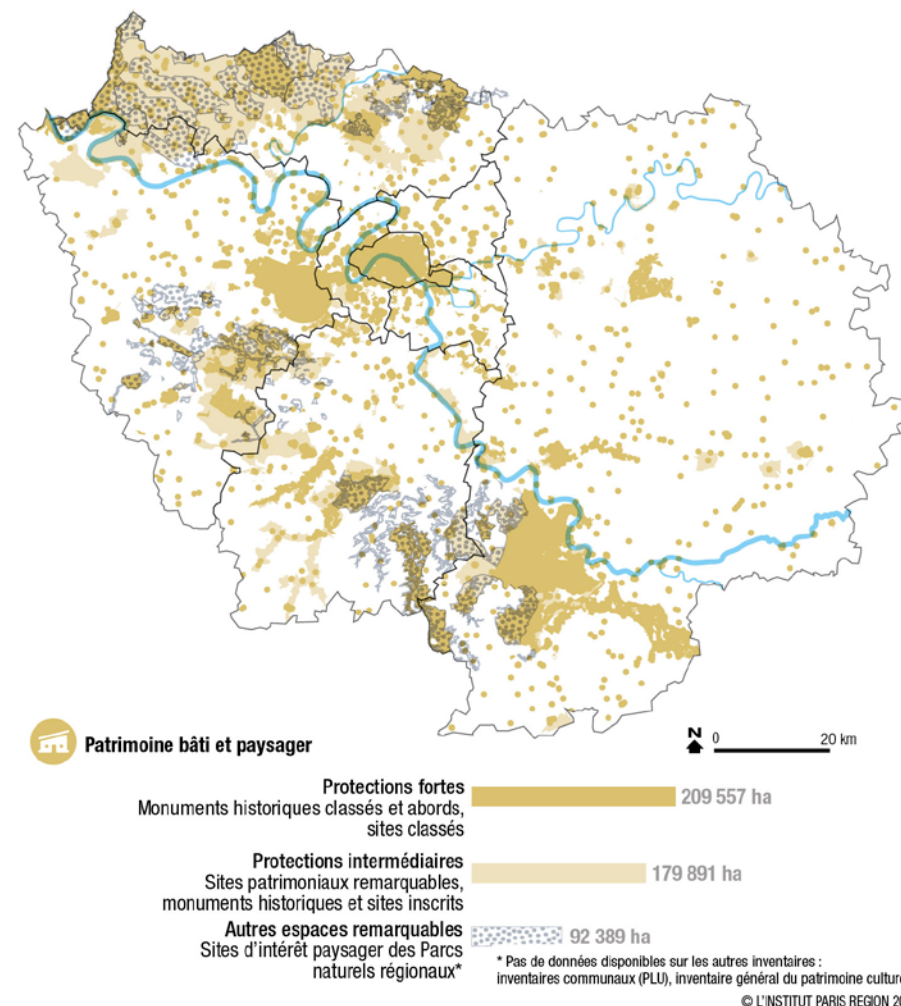 Patrimoine bâti et paysager
N
0 20 km
Protections fortes
Monuments historiques classés et abords,
sites classés
209 557 ha
Protections intermédiaires
Sites patrimoniaux remarquables,
monuments historiques et sites inscrits
179 891 ha
Autres espaces remarquables
Sites d'intérêt paysager des Parcs
naturels régionaux*
92 389 ha
* Pas de données disponibles sur les autres inventaires :
inventaires communaux (PLU), inventaire général du patrimoine
© L'INSTITUT PARIS REGION